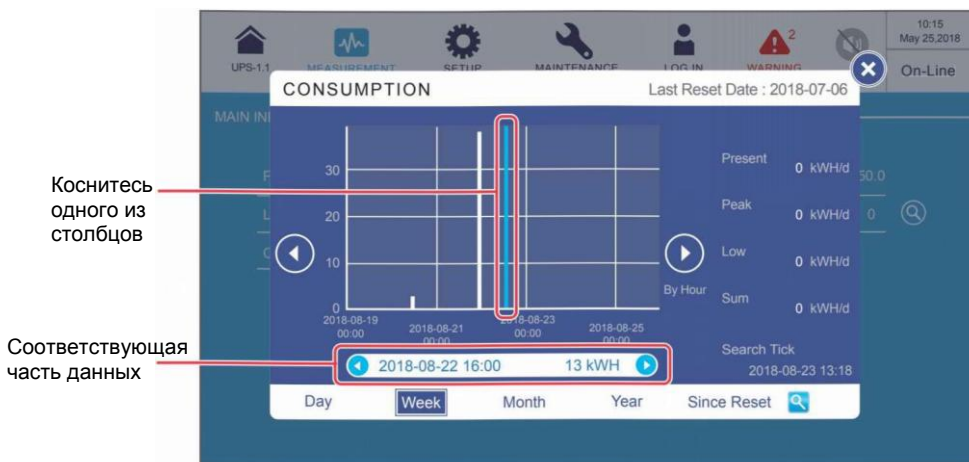 10:15
May 25,2018
2
UPS-1.1
MEASUREMENT
SETUP
MAINTENANCE
LOG IN
WARNING
On-Line
CONSUMPTION
Last Reset Date : 2018-07-06
MAIN IN
Present
0 kWH/d
Peak
0 kWH/d
Low
0 kWH/d
Sum
0 kWH/d
30
20
10
0
50.0
0
By Hour
2018-08-19
00:00
2018-08-21
00:00
2018-08-23
00:00
2018-08-25
00:00
Коснитесь
одного из
столбцов
Соответствующая
часть данных
2018-08-22 16:00 13 kWH
Search Tick
2018-08-23 13:18
Day Week Month Year Since Reset